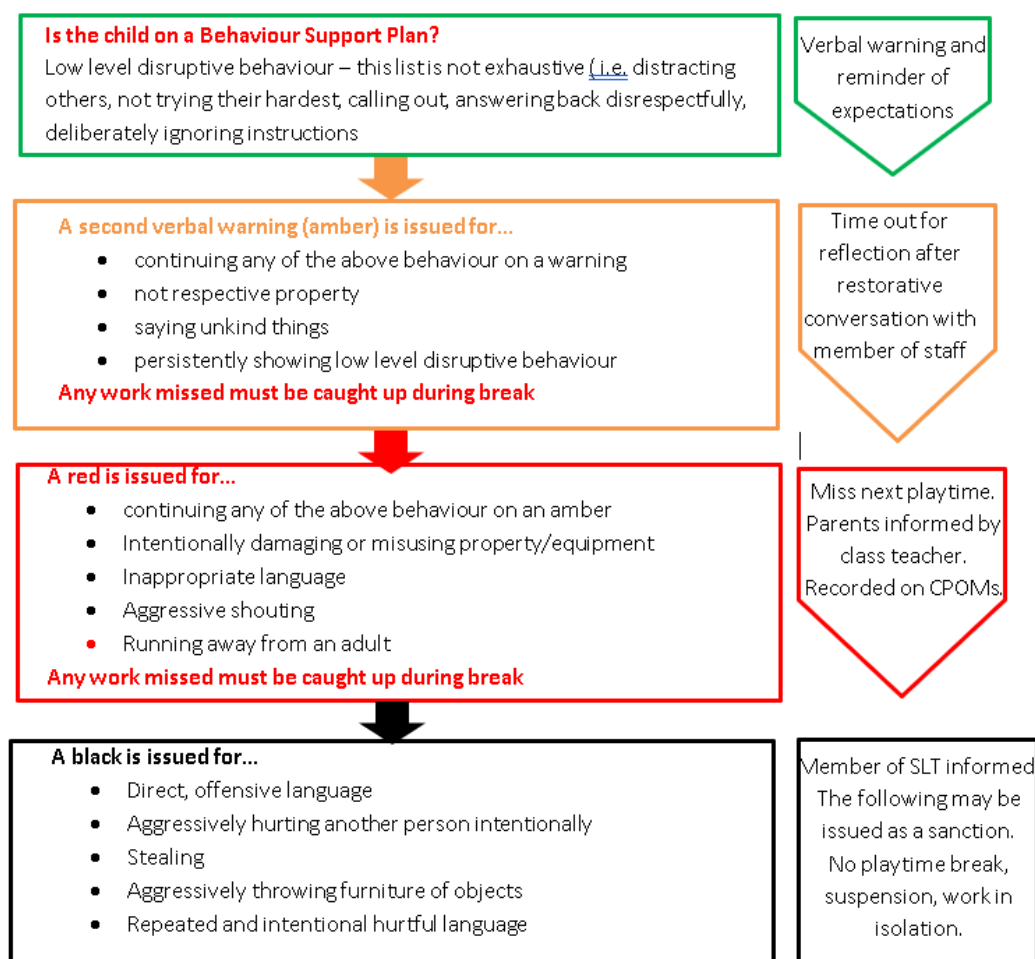 Is the child on a Behaviour Support Plan?
Low level disruptive behaviour – this list is not exhaustive ( i.e. distracting
others, not trying their hardest, calling out, answering back disrespectfully,
deliberately ignoring instructions
Verbal warning and
reminder of
expectations
A second verbal warning (amber) is issued for...
• continuing any of the above behaviour on a warning
• not respective property
• saying unkind things
• persistently showing low level disruptive behaviour
Any work missed must be caught up during break
Time out for
reflection after
restorative
conversation with
member of staff
A red is issued for...
• continuing any of the above behaviour on an amber
• Intentionally damaging or misusing property/equipment
• Inappropriate language
• Aggressive shouting
• Running away from an adult
Any work missed must be caught up during break
Miss next playtime.
Parents informed by
class teacher.
Recorded on CPOMs.
A black is issued for...
• Direct, offensive language
• Aggressively hurting another person intentionally
• Stealing
• Aggressively throwing furniture of objects
• Repeated and intentional hurtful language
Member of SLT informed
The following may be
issued as a sanction.
No playtime break,
suspension, work in
isolation.